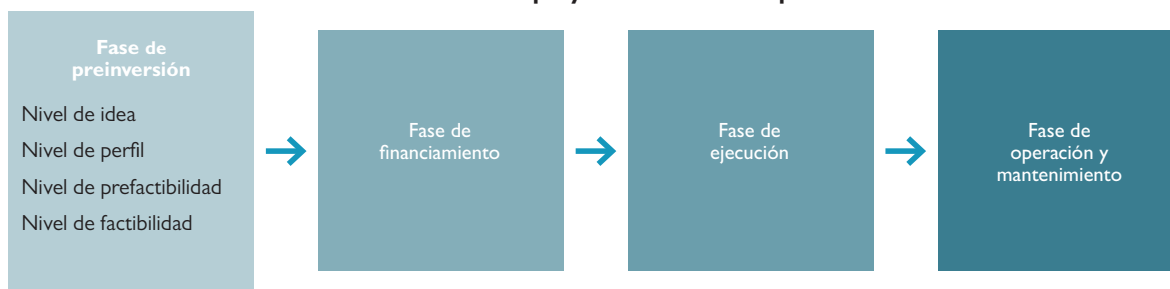 Fase de
preinversión
Nivel de idea
Nivel de perfil
Nivel de prefactibilidad
Nivel de factibilidad
Fase de
financiamiento
Fase de
ejecución
Fase de
operación y
mantenimiento